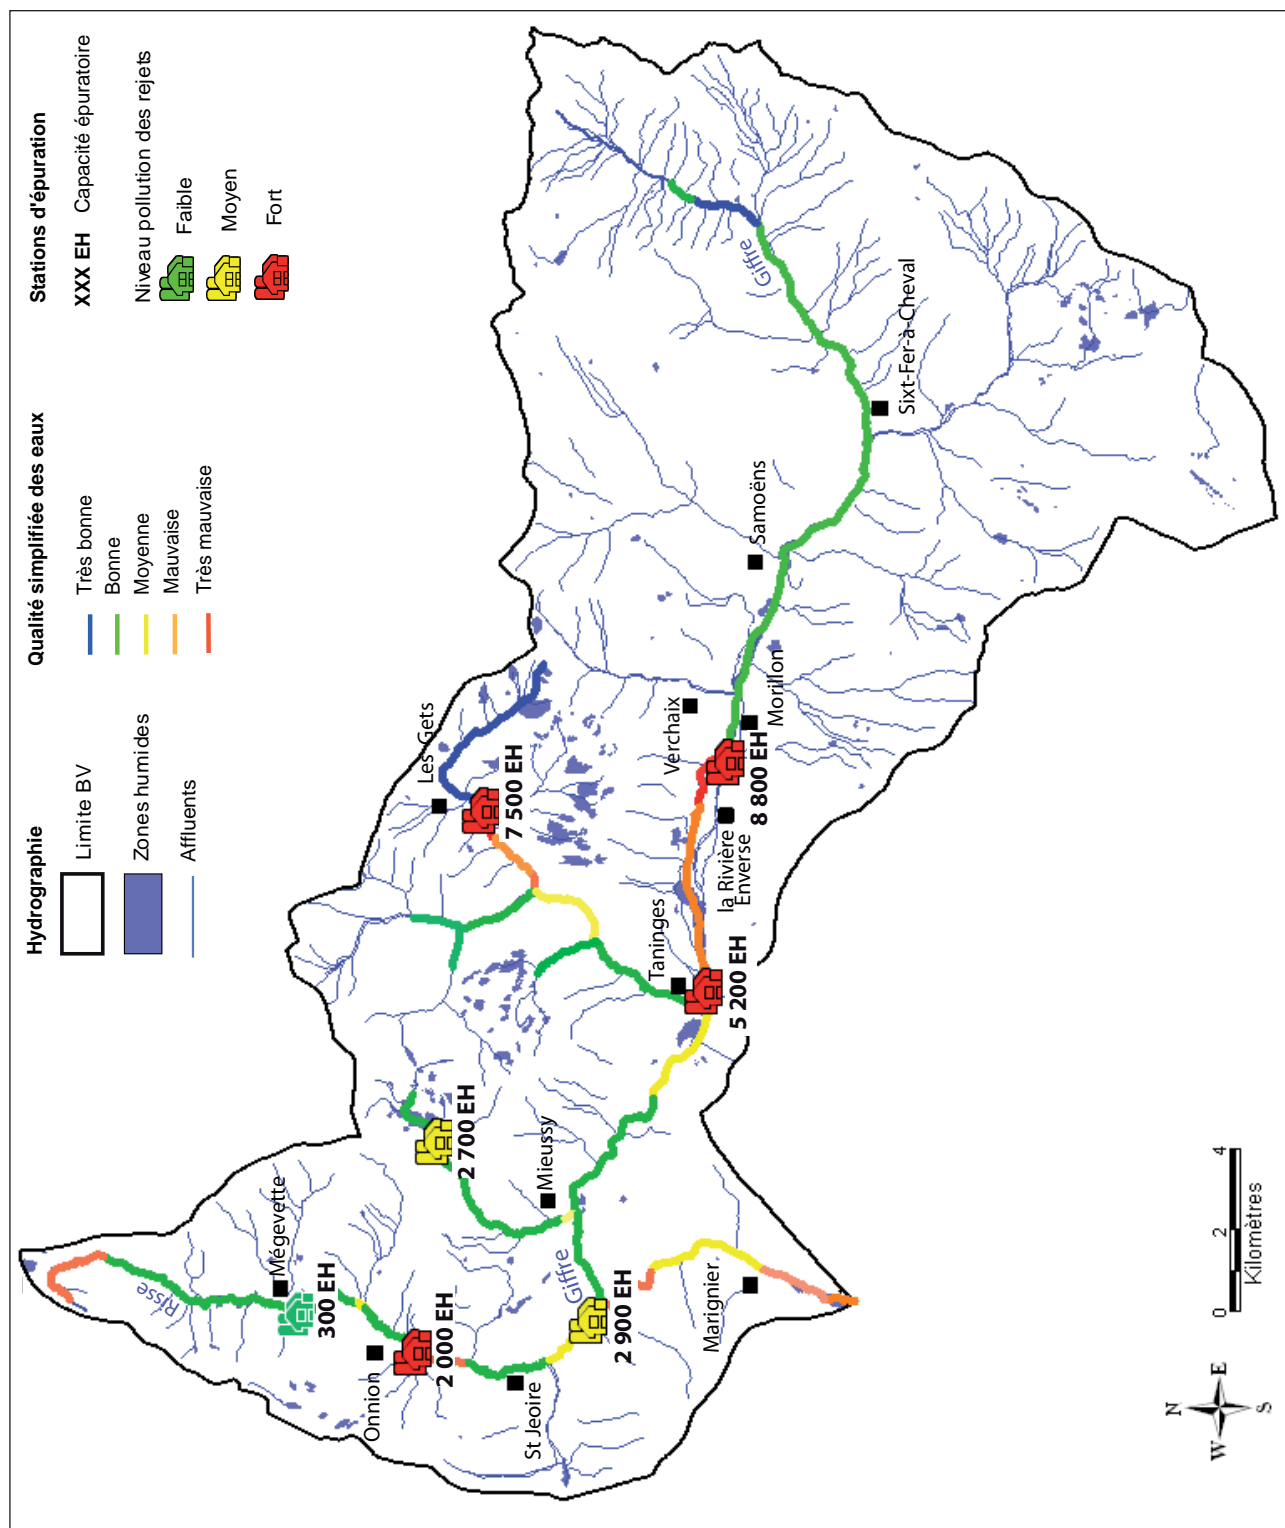 Hydrographie
Limite BV
Zones humides
Affluents
Qualité simplifiée des eaux
Très bonne
Bonne
Moyenne
Mauvaise
Très mauvaise
Stations d'épuration
XXX EH Capacité épuratoire
Niveau pollution des rejets
Faible
Moyen
Fort
Risse
Mégevette
300 EH
Onnion
2 000 EH
St Jeoire
Giffre
2 900 EH
Marignier
Mieussy
2 700 EH
Taninges
5 200 EH
Les Gets
7 500 EH
la Rivière
Enverse
8 800 EH
Verchaix
Morillon
Samoëns
Sixt-Fer-à-Cheval
Giffre
N
W
E
S
0 2 4
Kilomètres